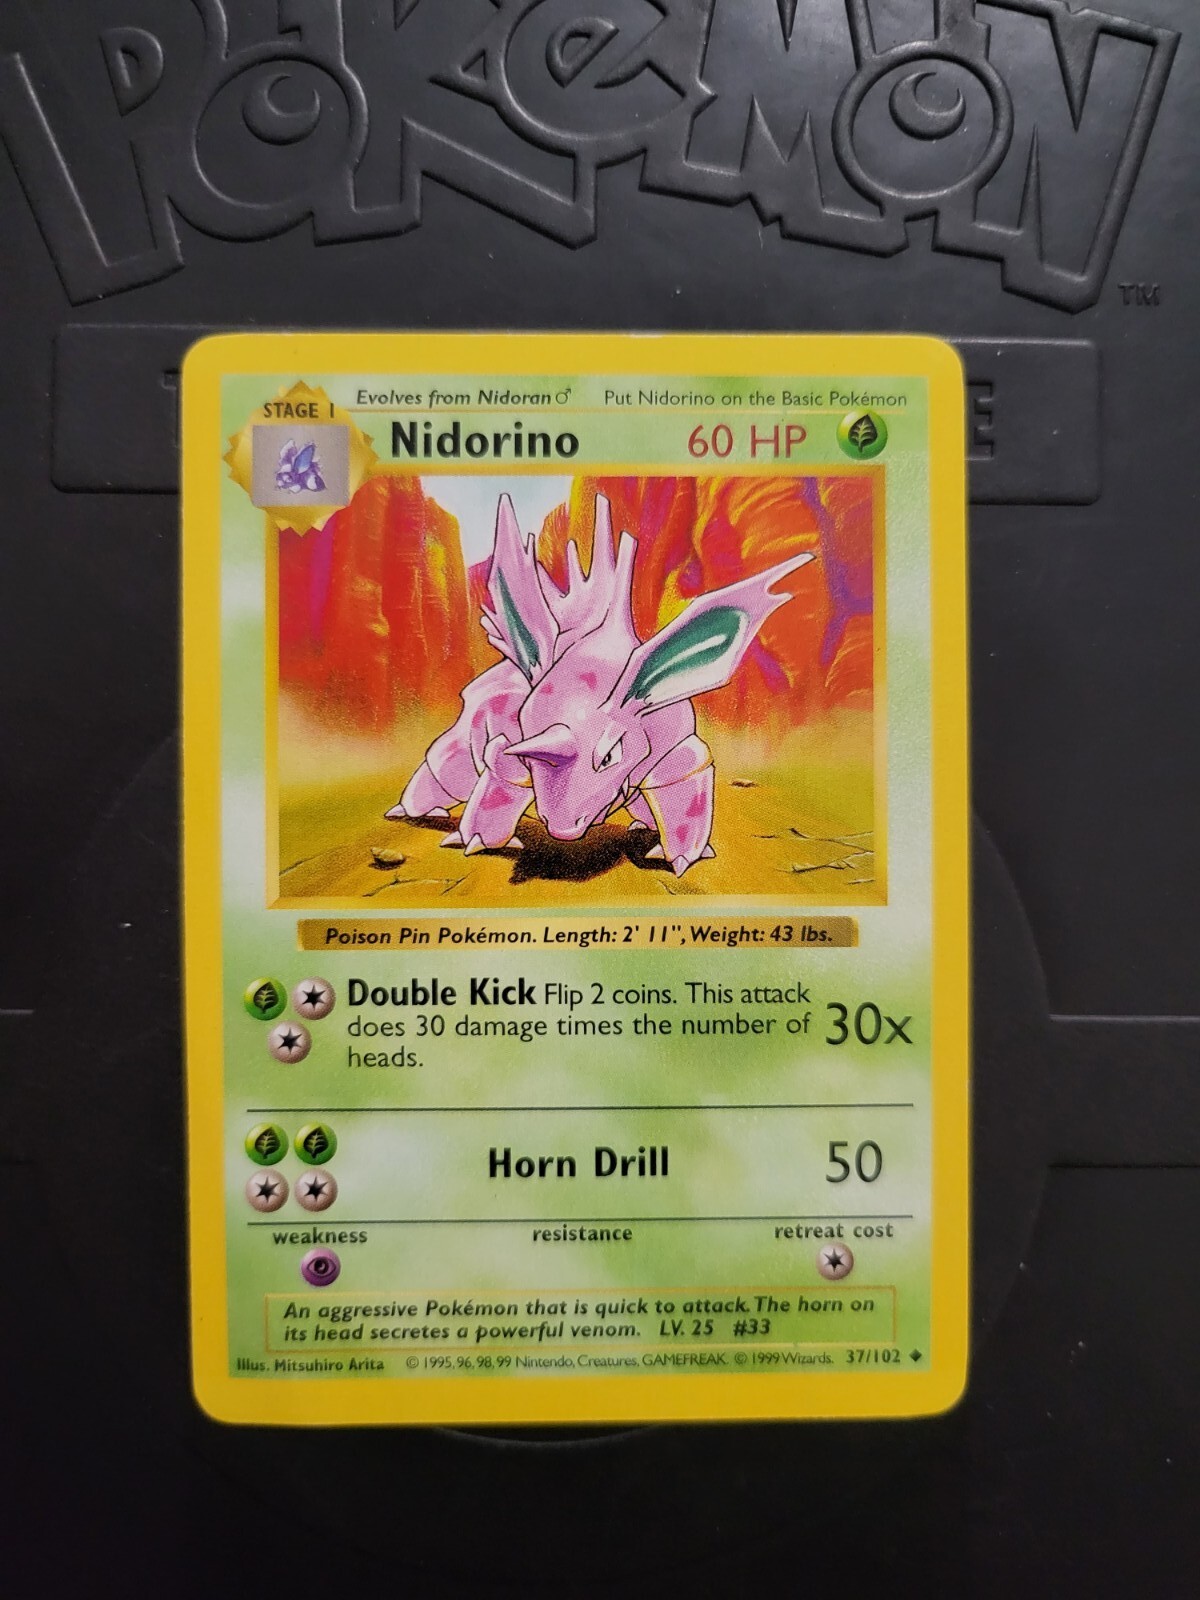 POKéMON
TM
Evolves from Nidoran♂ Put Nidorino on the Basic Pokémon
STAGE 1
Nidorino 60 HP
Poison Pin Pokémon. Length: 2' 11", Weight: 43 lbs.
Double Kick Flip 2 coins. This attack
does 30 damage times the number of
heads.
30x
Horn Drill 50
weakness resistance retreat cost
An aggressive Pokémon that is quick to attack. The horn on
its head secretes a powerful venom. LV. 25 #33
Illus. Mitsuhiro Arita © 1995, 96, 98, 99 Nintendo, Creatures, GAMEFREAK. © 1999 Wizards. 37/102 ◆